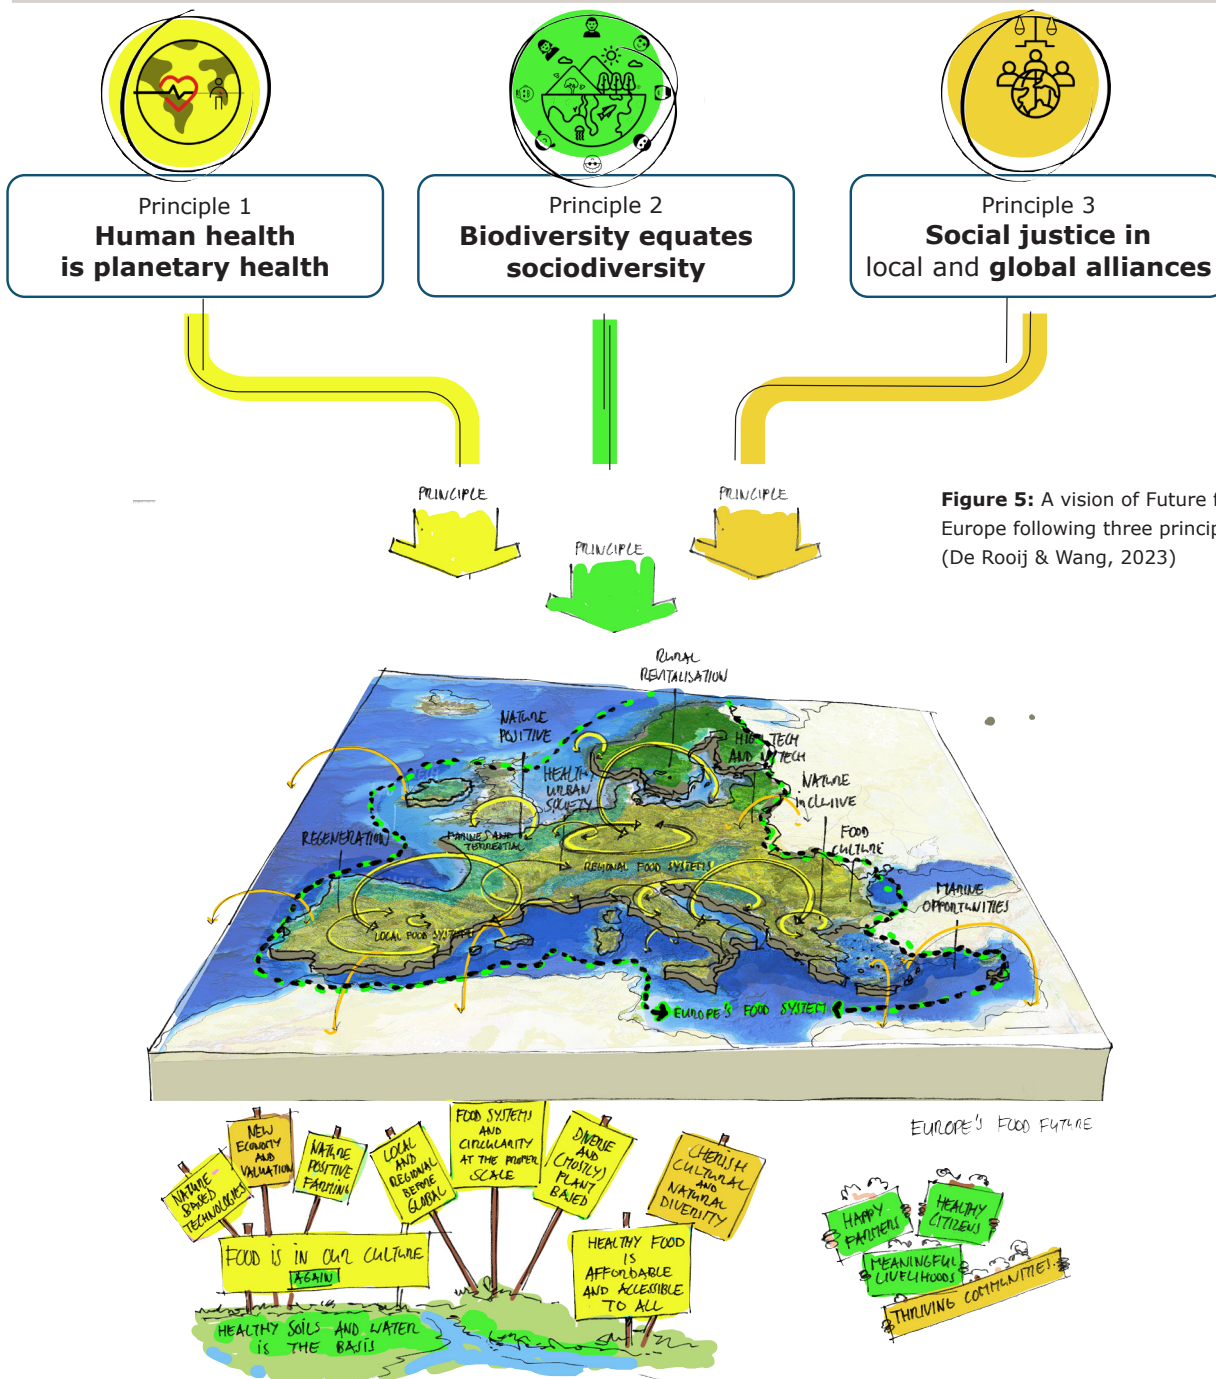 Principle 1
Human health
is planetary health
Principle 2
Biodiversity equates
sociodiversity
Principle 3
Social justice in
local and global alliances
PRINCIPLE
PRINCIPLE
PRINCIPLE
Figure 5: A vision of Future f
Europe following three princip
(De Rooij & Wang, 2023)
RURAL
REVITALISATION
NATURE
POSITIVE
HIGH TECH
AND TECH
HEALTHY
URBAN
SOCIETY
NATURE
FOOD
CULTURE
REGENERATION
AND
TERRESTIAL
REGIONAL FOOD SYSTEMS
MARINE
OPPORTUNITIES
LOCAL FOOD SYSTEMS
EUROPE'S FOOD SYSTEM
NATURE
BASED
TECHNOLOGIES
NEW
ECONOMY
AND
VALUATION
NATURE
POSITIVE
FARMING
LOCAL
AND
REGIONAL
BEFORE
GLOBAL
FOOD SYSTEMS
AND
CIRCULARITY
AT THE PROPER
SCALE
DIVERSE
AND
(MOSTLY)
PLANT
BASED
CHERISH
CULTURAL
AND
NATURAL
DIVERSITY
FOOD IS IN OUR CULTURE
AGAIN
HEALTHY FOOD
IS
AFFORDABLE
AND ACCESSIBLE
TO ALL
HEALTHY SOILS AND WATER
IS THE BASIS
EUROPE'S FOOD FUTURE
HAPPY
FARMERS
HEALTHY
CITIZENS
MEANINGFUL
LIVELIHOODS
THRIVING COMMUNITIES